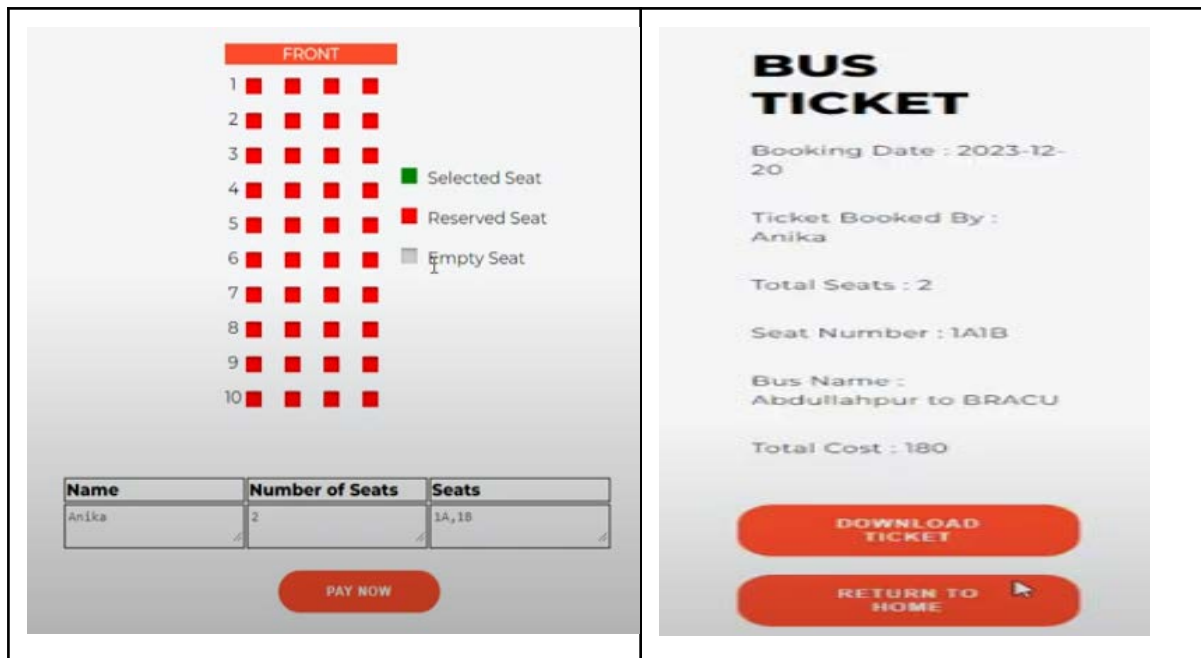 FRONT
1
2
3
4
5
6
7
8
9
10
Selected Seat
Reserved Seat
Empty Seat
Name Number of Seats Seats
Anika 2 1A,1B
PAY NOW
BUS
TICKET
Booking Date : 2023-12-
20
Ticket Booked By :
Anika
Total Seats : 2
Seat Number : 1A1B
Bus Name :
Abdullahpur to BRACU
Total Cost : 180
DOWNLOAD
TICKET
RETURN TO
HOME